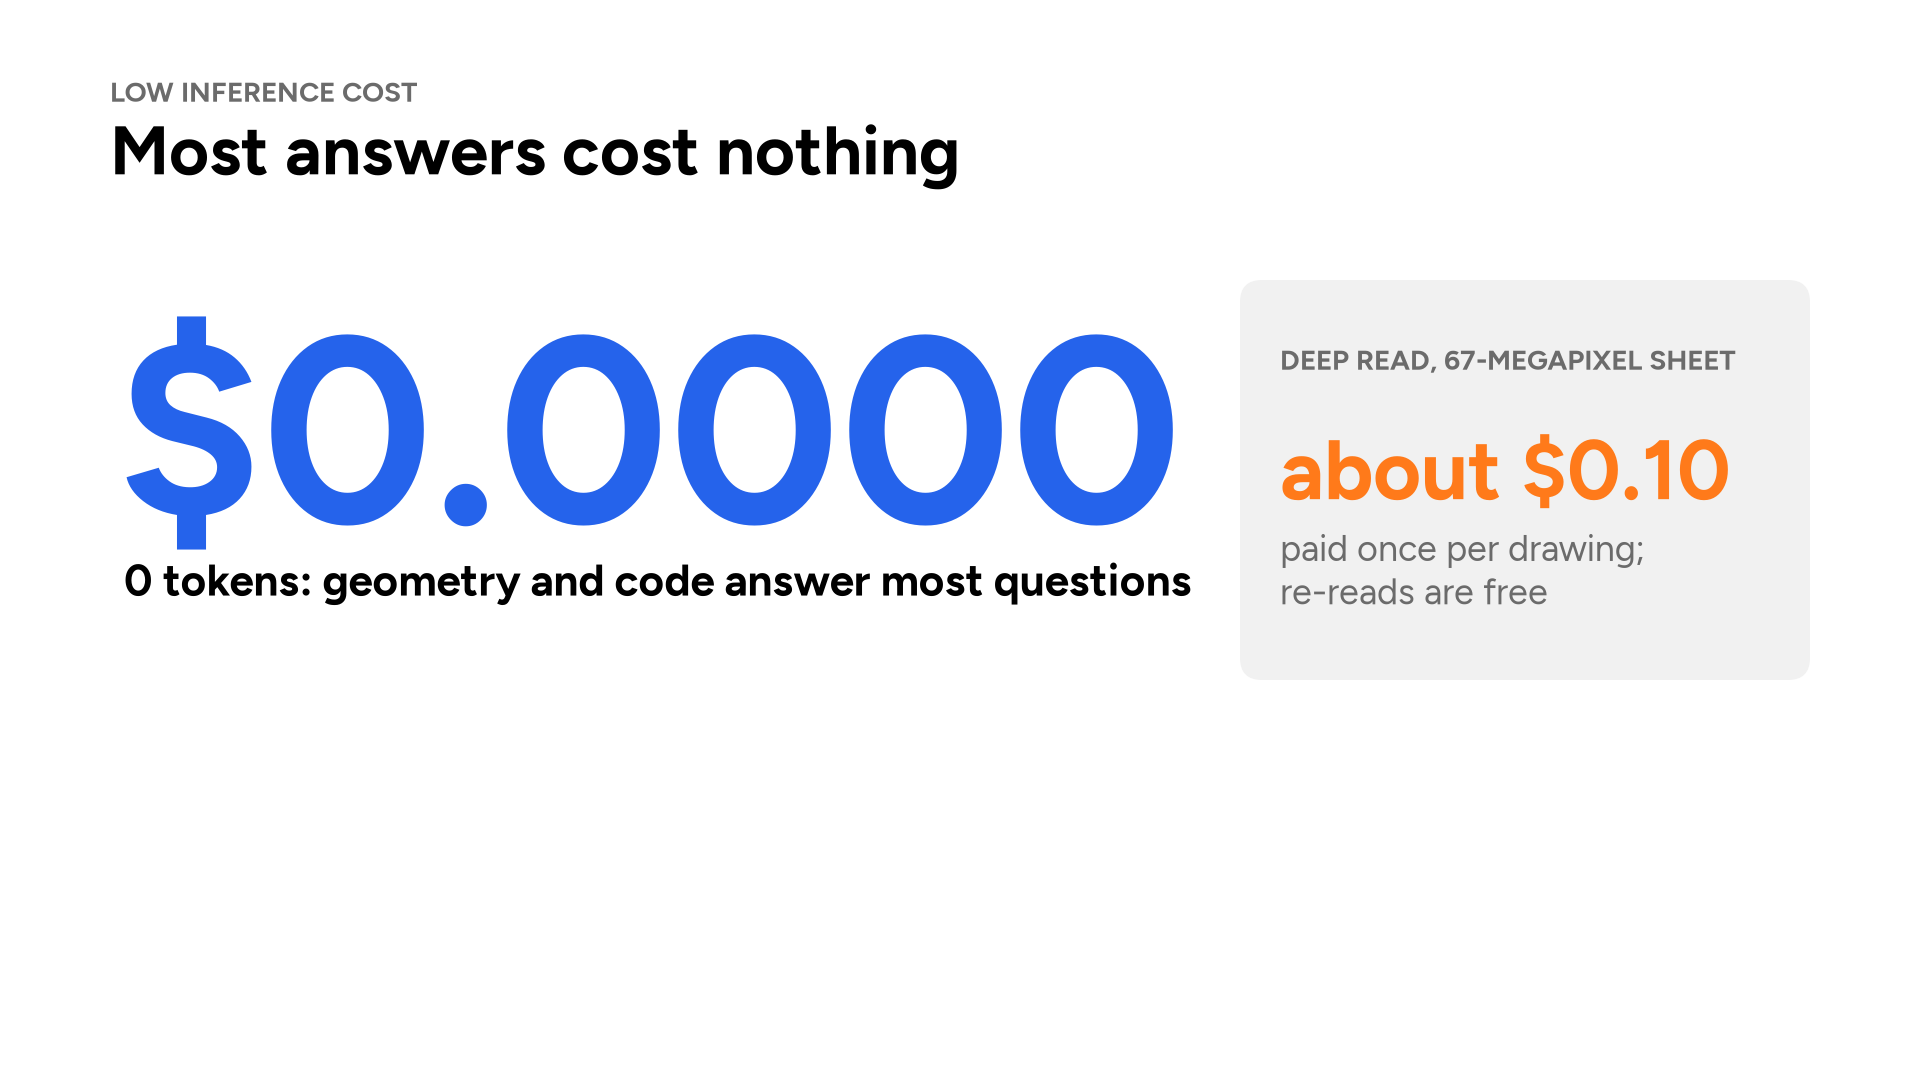 LOW INFERENCE COST
Most answers cost nothing
$0.0000
0 tokens: geometry and code answer most questions
DEEP READ, 67-MEGAPIXEL SHEET
about $0.10
paid once per drawing;
re-reads are free